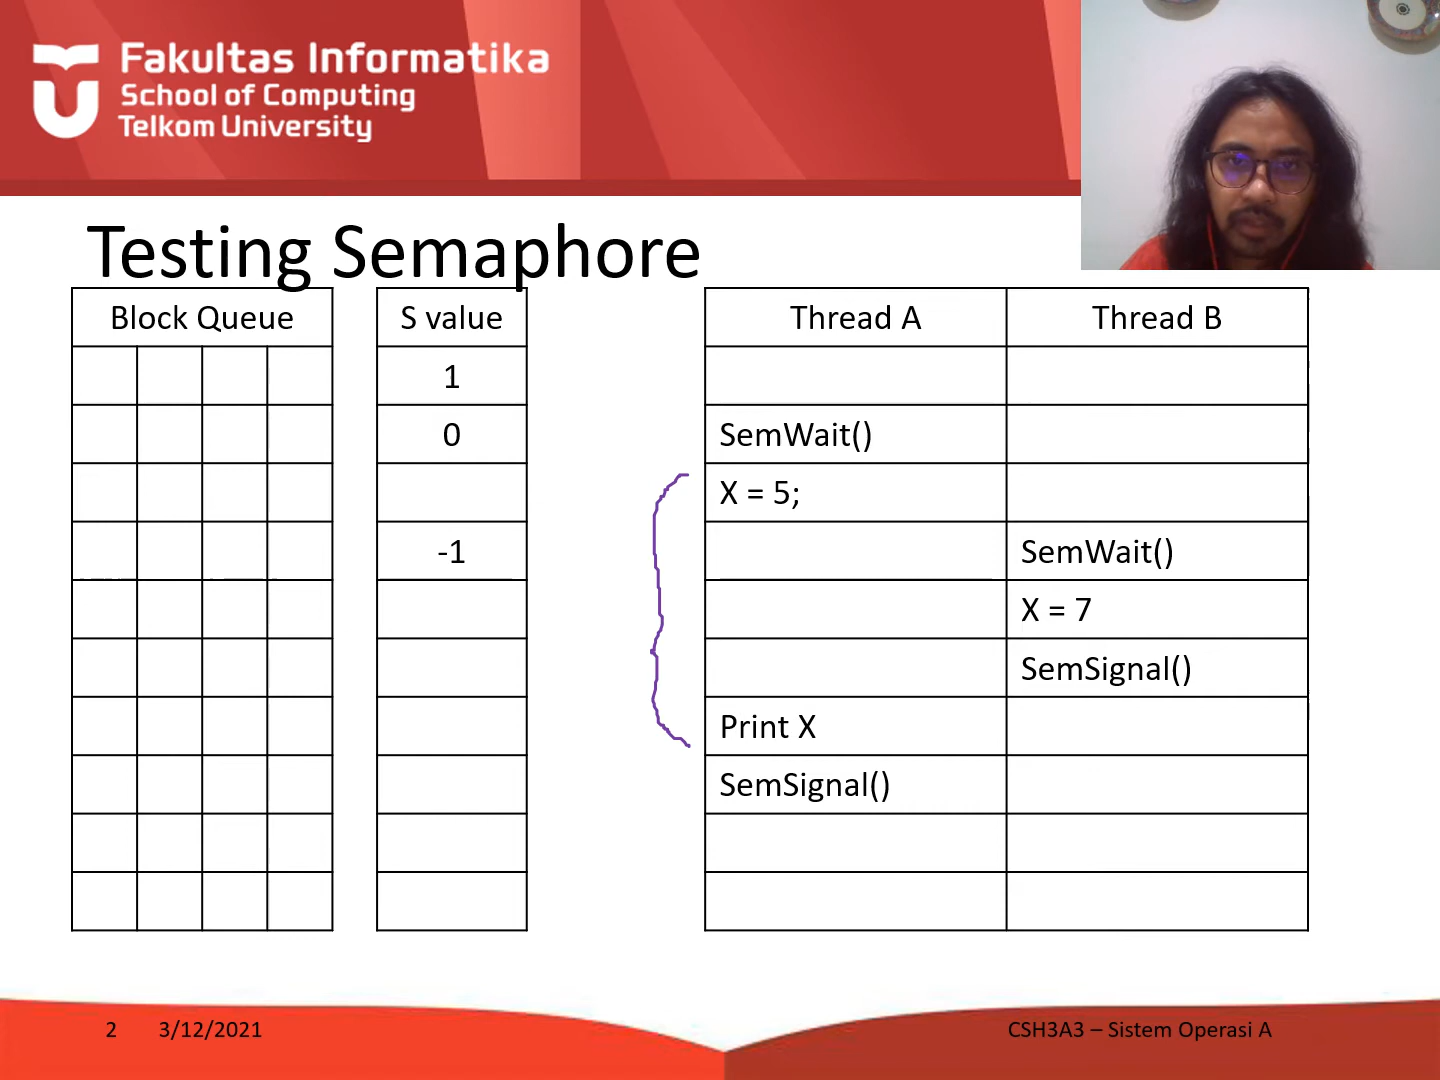 Fakultas Informatika
School of Computing
Telkom University
Testing Semaphore
Block Queue
S value
Thread A
Thread B
1
0
SemWait()
X = 5;
-1
SemWait()
X = 7
SemSignal()
Print X
SemSignal()
2
3/12/2021
CSH3A3 – Sistem Operasi A